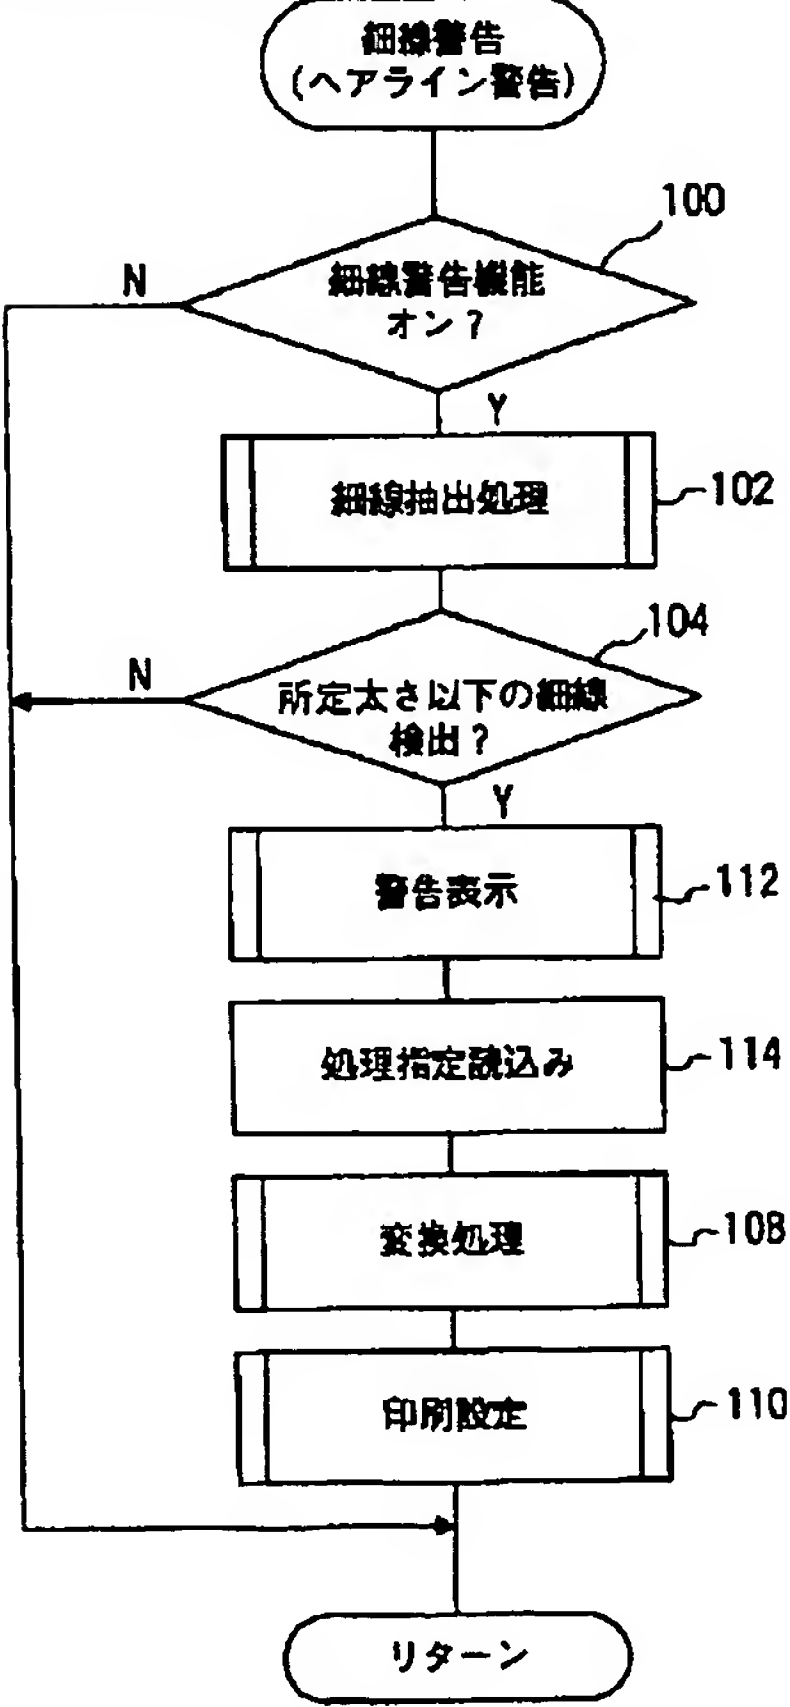 細線警告
(ヘアライン警告)
100
N
細線警告機能
オン?
Y
細線抽出処理
102
104
N
所定太さ以下の細線
検出?
Y
警告表示
112
処理指定読込み
114
変換処理
108
印刷設定
110
リターン